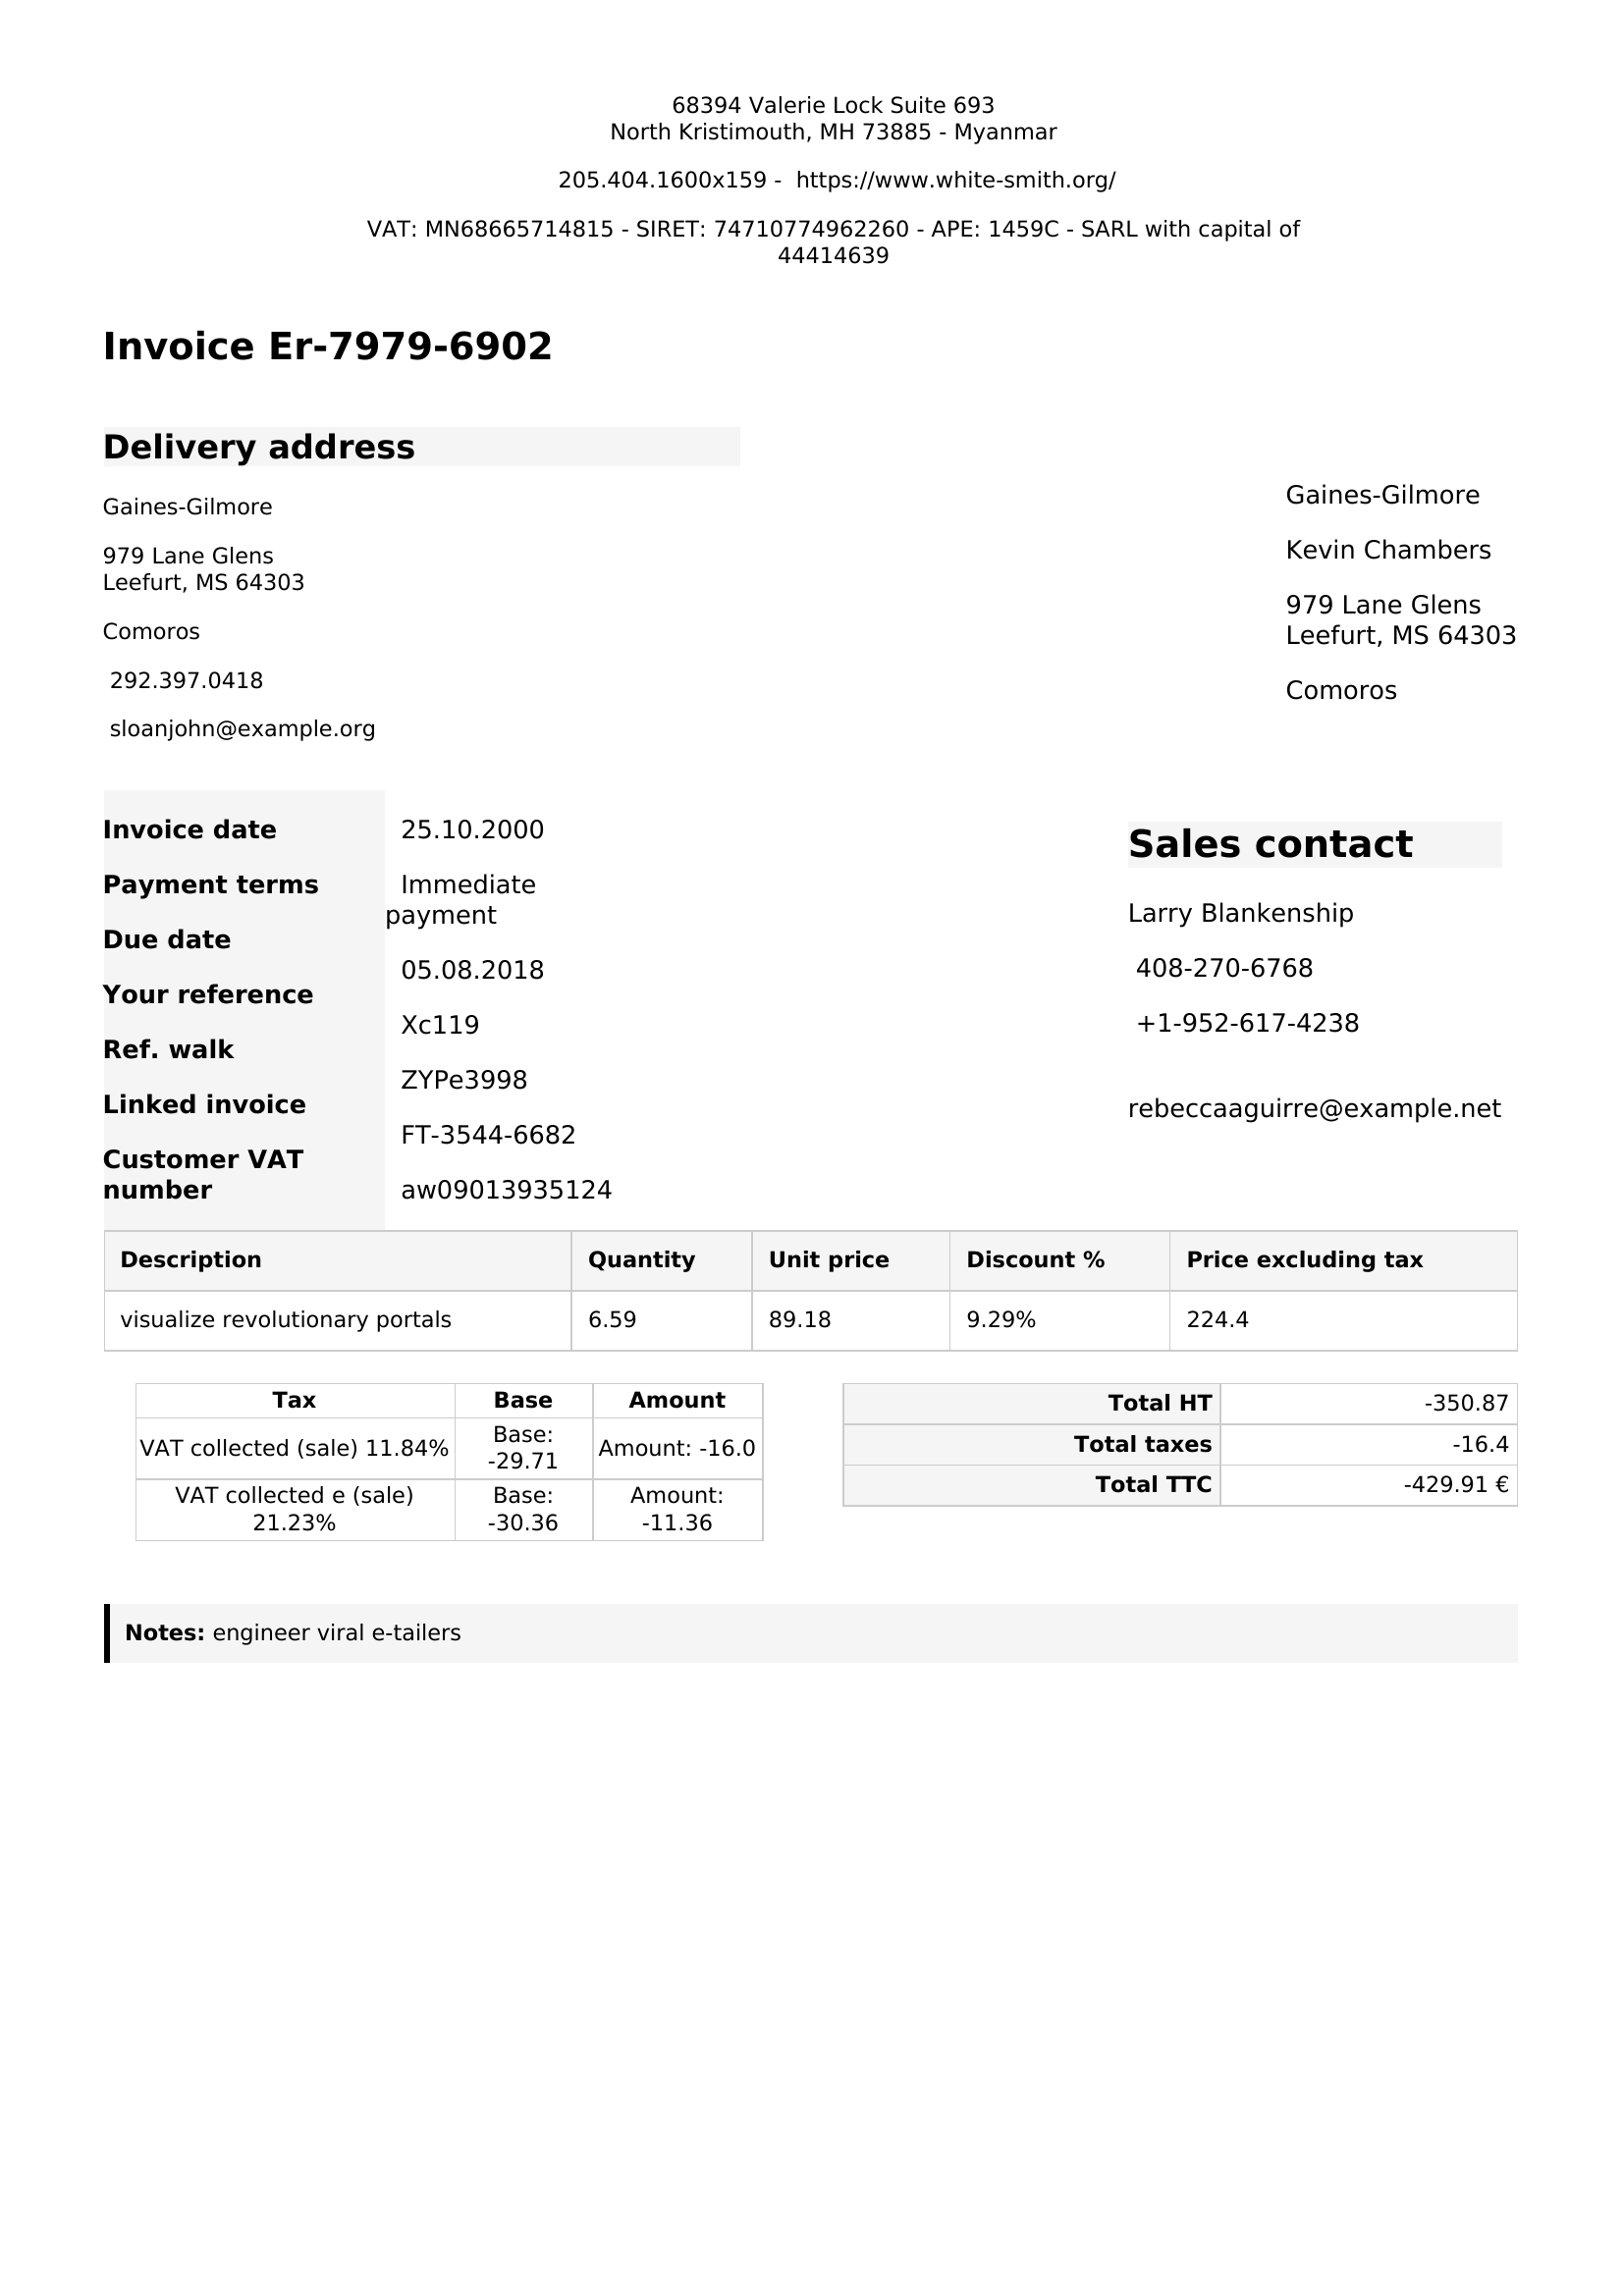 68394 Valerie Lock Suite 693
North Kristimouth, MH 73885 - Myanmar
205.404.1600x159 - https://www.white-smith.org/
VAT: MN68665714815 - SIRET: 74710774962260 - APE: 1459C - SARL with capital of
44414639
Invoice Er-7979-6902
Delivery address
Gaines-Gilmore
979 Lane Glens
Leefurt, MS 64303
Comoros
292.397.0418
sloanjohn@example.org
Gaines-Gilmore
Kevin Chambers
979 Lane Glens
Leefurt, MS 64303
Comoros
Invoice date
Payment terms
Due date
Your reference
Ref. walk
Linked invoice
Customer VAT
number
25.10.2000
Immediate
payment
05.08.2018
Xc119
ZYPe3998
FT-3544-6682
aw09013935124
Sales contact
Larry Blankenship
408-270-6768
+1-952-617-4238
rebeccaaguirre@example.net
Description Quantity Unit price Discount % Price excluding tax
visualize revolutionary portals 6.59 89.18 9.29% 224.4
Tax Base Amount
VAT collected (sale) 11.84% Base: -29.71 Amount: -16.0
VAT collected e (sale) 21.23% Base: -30.36 Amount: -11.36
Total HT -350.87
Total taxes -16.4
Total TTC -429.91 €
Notes: engineer viral e-tailers